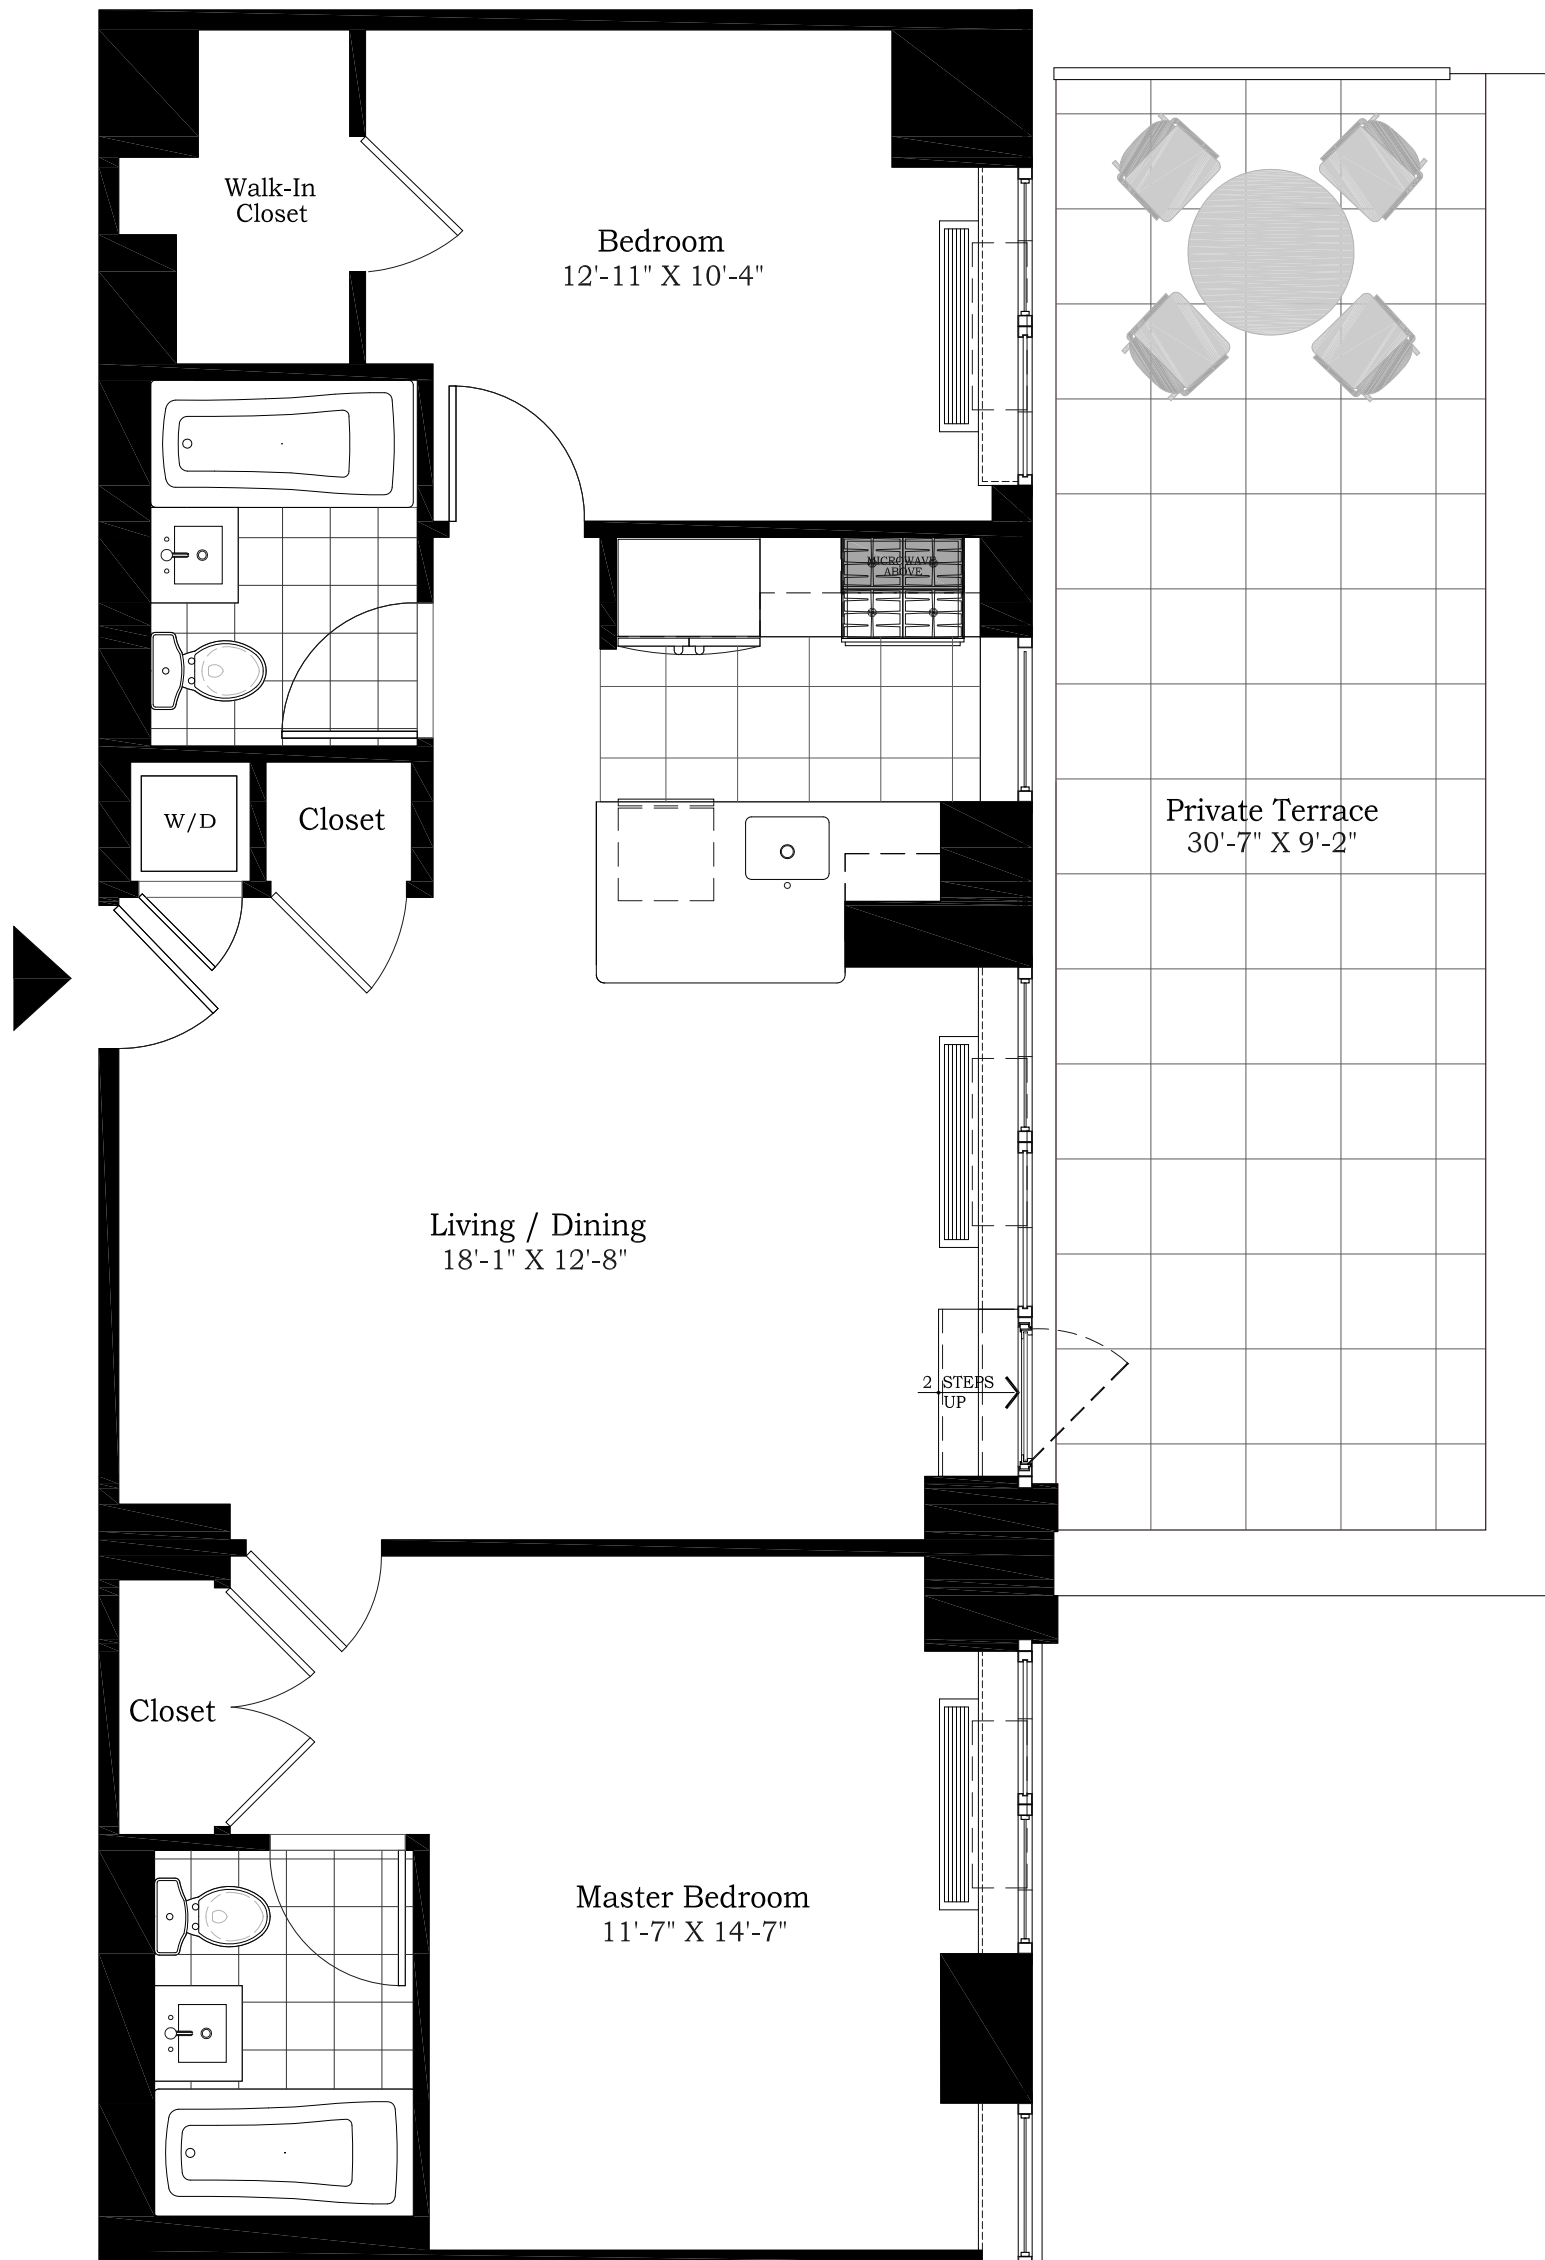 Walk-In
Closet
Bedroom
12'-11" X 10'-4"
MICROWAVE
ABOVE
W/D
Closet
Private Terrace
30'-7" X 9'-2"
Living / Dining
18'-1" X 12'-8"
2 STEPS
UP
Closet
Master Bedroom
11'-7" X 14'-7"